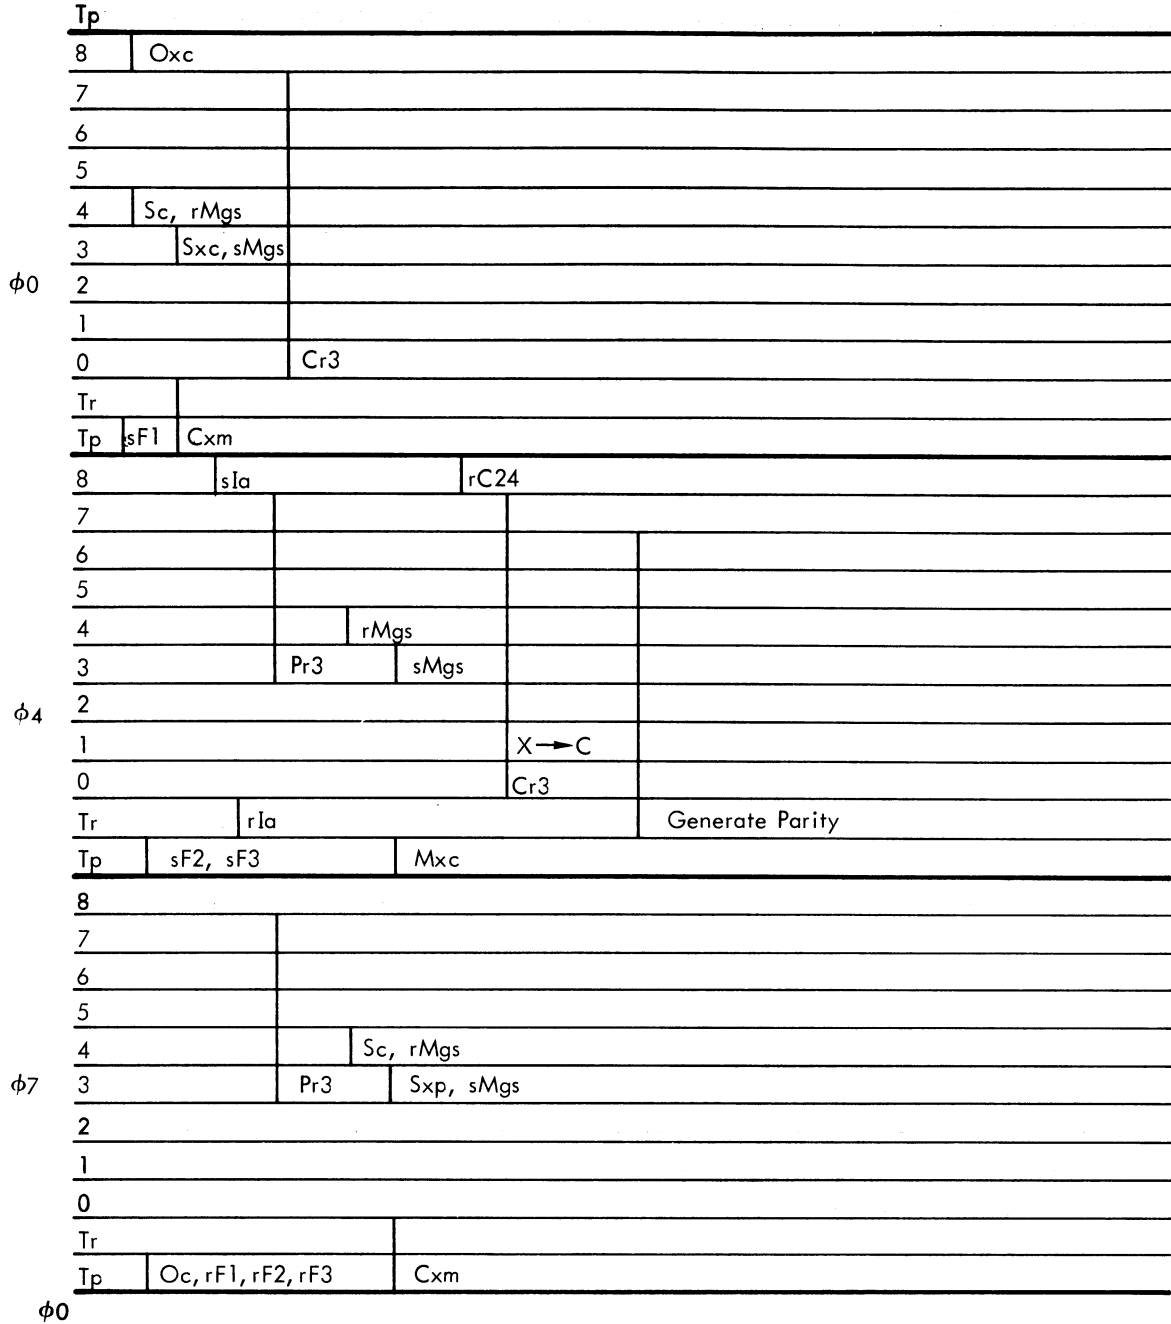 Tp
8 Oxc
7
6
5
4 Sc, rMgs
3 Sxc, sMgs
φ0 2
1
0 Cr3
Tr
Tp sF1 Cxm
8 sIa rC24
7
6
5
4 rMgs
3 Pr3 sMgs
φ4 2
1 X→C
0 Cr3
Tr rIa Generate Parity
Tp sF2, sF3 Mxc
8
7
6
5
4 Sc, rMgs
φ7 3 Pr3 Sxp, sMgs
2
1
0
Tr
Tp Oc, rF1, rF2, rF3 Cxm
φ0